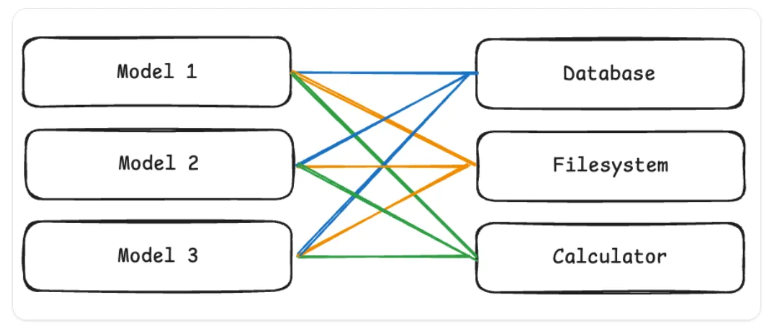 Model 1
Database
Model 2
Filesystem
Model 3
Calculator